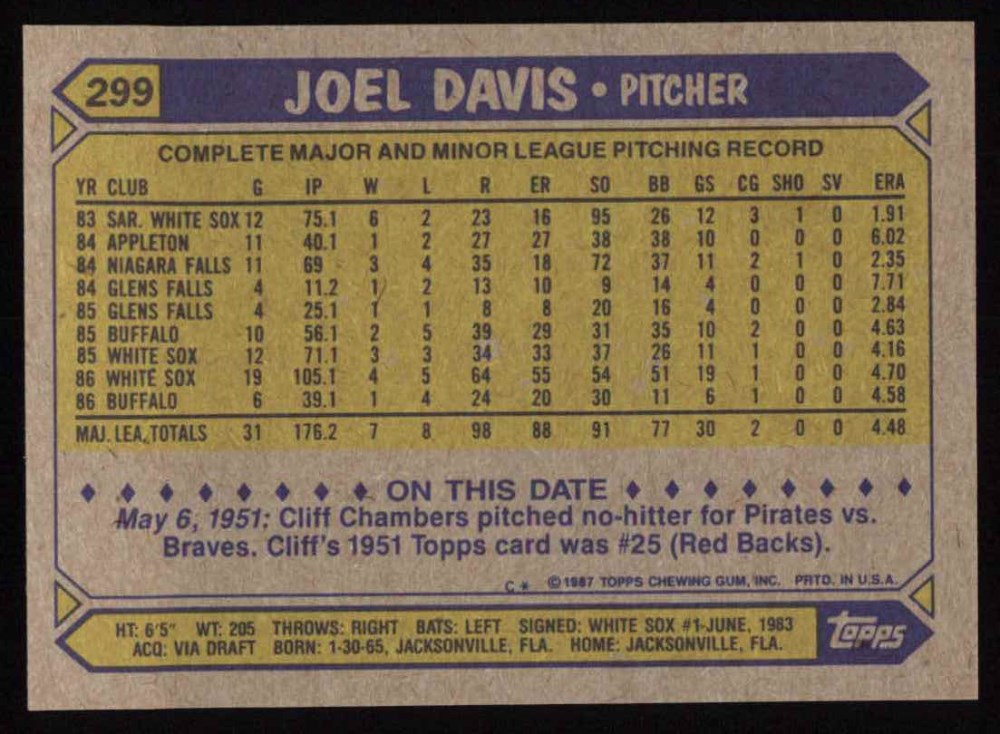 299 JOEL DAVIS • PITCHER
COMPLETE MAJOR AND MINOR LEAGUE PITCHING RECORD
YR CLUB G IP W L R ER SO BB GS CG SHO SV ERA
83 SAR. WHITE SOX 12 75.1 6 2 23 16 95 26 12 3 1 0 1.91
84 APPLETON 11 40.1 1 2 27 27 38 38 10 0 0 0 6.02
84 NIAGARA FALLS 11 69 3 4 35 18 72 37 11 2 1 0 2.35
84 GLENS FALLS 4 11.2 1 2 13 10 9 14 4 0 0 0 7.71
85 GLENS FALLS 4 25.1 1 1 8 8 20 16 4 0 0 0 2.84
85 BUFFALO 10 56.1 2 5 39 29 31 35 10 2 0 0 4.63
85 WHITE SOX 12 71.1 3 3 34 33 37 26 11 1 0 0 4.16
86 WHITE SOX 19 105.1 4 5 64 55 54 51 19 1 0 0 4.70
86 BUFFALO 6 39.1 1 4 24 20 30 11 6 1 0 0 4.58
MAJ. LEA. TOTALS 31 176.2 7 8 98 88 91 77 30 2 0 0 4.48
ON THIS DATE
May 6, 1951: Cliff Chambers pitched no-hitter for Pirates vs.
Braves. Cliff's 1951 Topps card was #25 (Red Backs).
C* © 1987 TOPPS CHEWING GUM, INC. PRTD. IN U.S.A.
HT: 6'5" WT: 205 THROWS: RIGHT BATS: LEFT SIGNED: WHITE SOX #1-JUNE, 1983
ACQ: VIA DRAFT BORN: 1-30-65, JACKSONVILLE, FLA. HOME: JACKSONVILLE, FLA.
topps